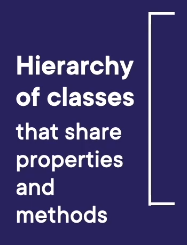 Hierarchy
of classes
that share
properties
and
methods